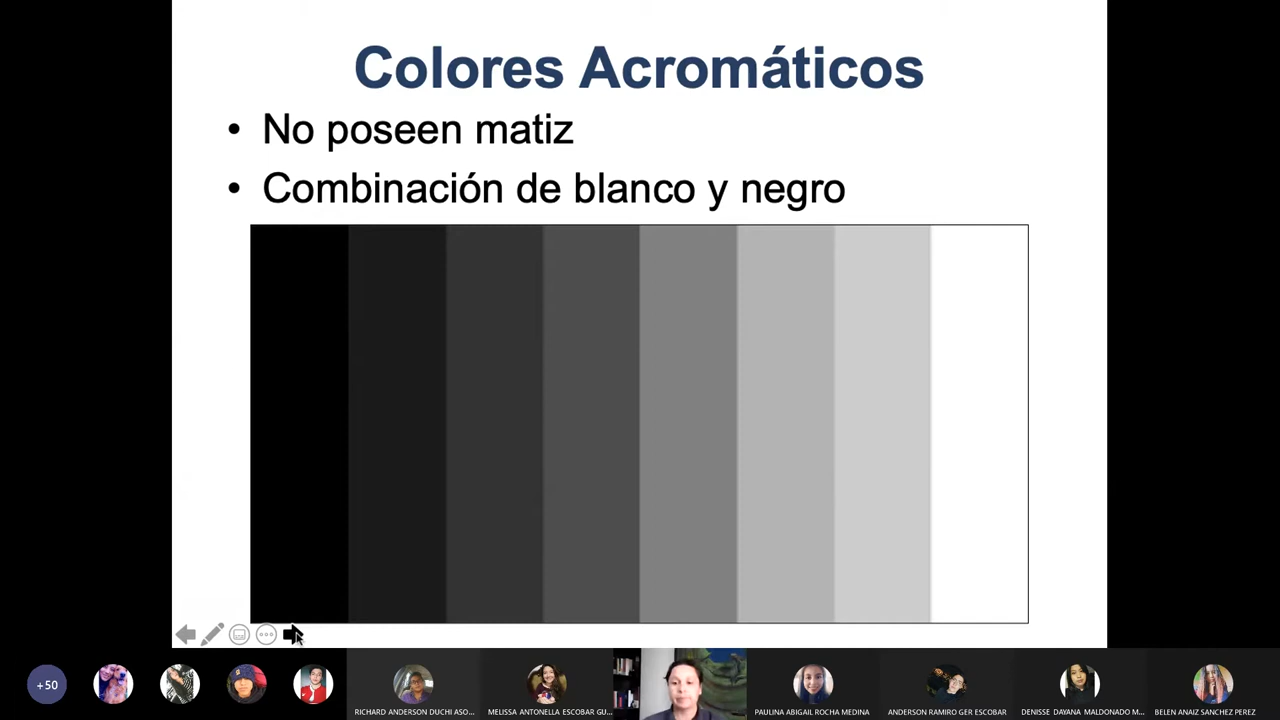 Colores Acromáticos
• No poseen matiz
• Combinación de blanco y negro
+50
RICHARD ANDERSON DUCHI ASO...
MELISSA ANTONELLA ESCOBAR GU...
PAULINA ABIGAIL ROCHA MEDINA
ANDERSON RAMIRO GER ESCOBAR
DENISSE DAYANA MALDONADO M...
BELEN ANAIZ SANCHEZ PEREZ